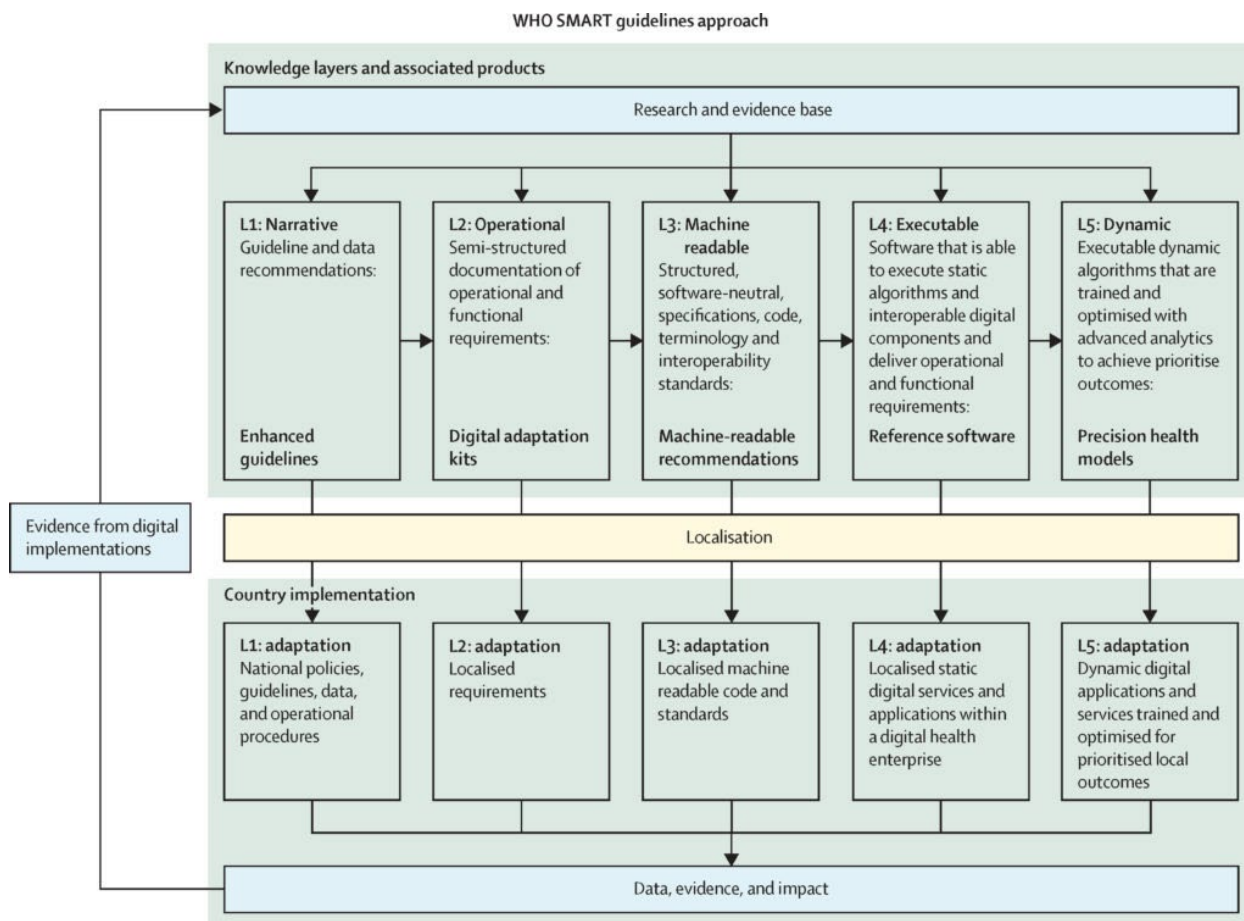 WHO SMART guidelines approach
Knowledge layers and associated products
Research and evidence base
L1: Narrative
Guideline and data
recommendations:
Enhanced
guidelines
L2: Operational
Semi-structured
documentation of
operational and
functional
requirements:
Digital adaptation
kits
L3: Machine
readable
Structured,
software-neutral,
specifications, code,
terminology and
interoperability
standards:
Machine-readable
recommendations
L4: Executable
Software that is able
to execute static
algorithms and
interoperable digital
components and
deliver operational
and functional
requirements:
Reference software
L5: Dynamic
Executable dynamic
algorithms that are
trained and
optimised with
advanced analytics
to achieve prioritise
outcomes:
Precision health
models
Evidence from digital
implementations
Localisation
Country implementation
L1: adaptation
National policies,
guidelines, data,
and operational
procedures
L2: adaptation
Localised
requirements
L3: adaptation
Localised machine
readable code and
standards
L4: adaptation
Localised static
digital services and
applications within
a digital health
enterprise
L5: adaptation
Dynamic digital
applications and
services trained and
optimised for
prioritised local
outcomes
Data, evidence, and impact